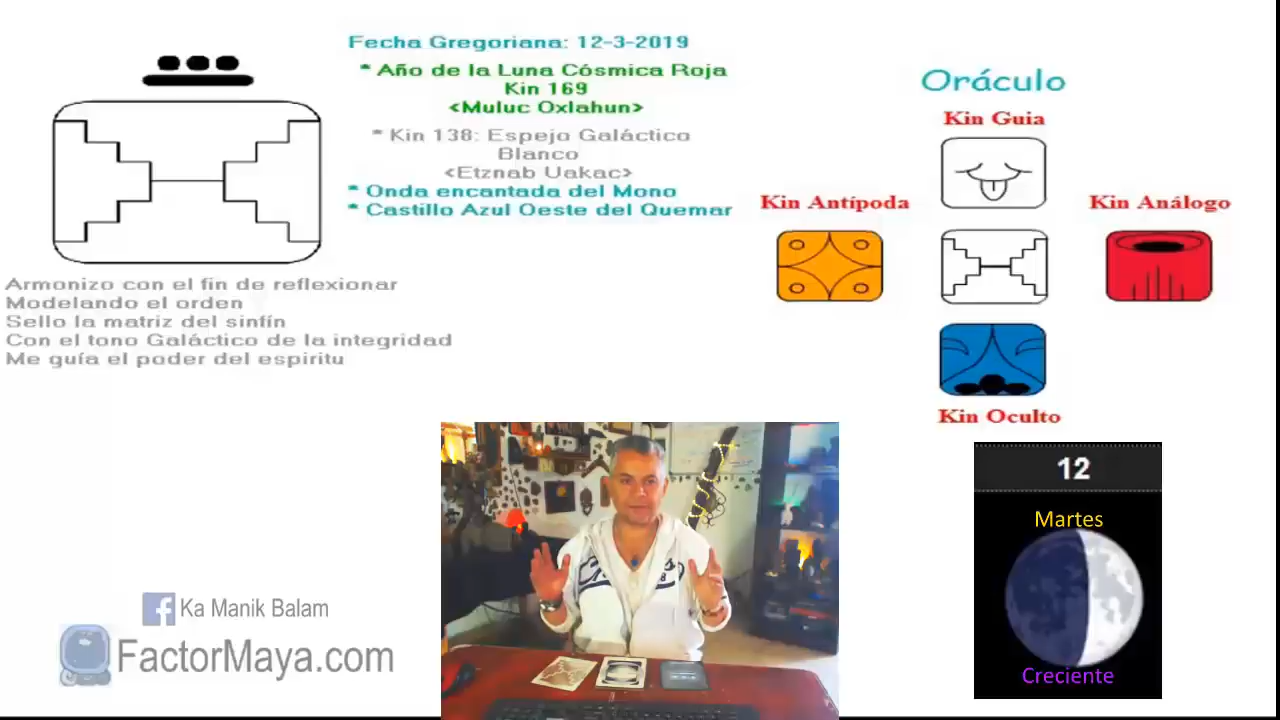 Fecha Gregoriana: 12-3-2019
* Año de la Luna Cósmica Roja
Kin 169
<Muluc Oxlahun>
* Kin 138: Espejo Galáctico
Blanco
<Etznab Uakac>
* Onda encantada del Mono
* Castillo Azul Oeste del Quemar
Armonizo con el fin de reflexionar
Modelando el orden
Sello la matriz del sinfín
Con el tono Galáctico de la integridad
Me guía el poder del espiritu
Oráculo
Kin Guia
Kin Antípoda
Kin Análogo
Kin Oculto
12
Martes
Creciente
f Ka Manik Balam
FactorMaya.com